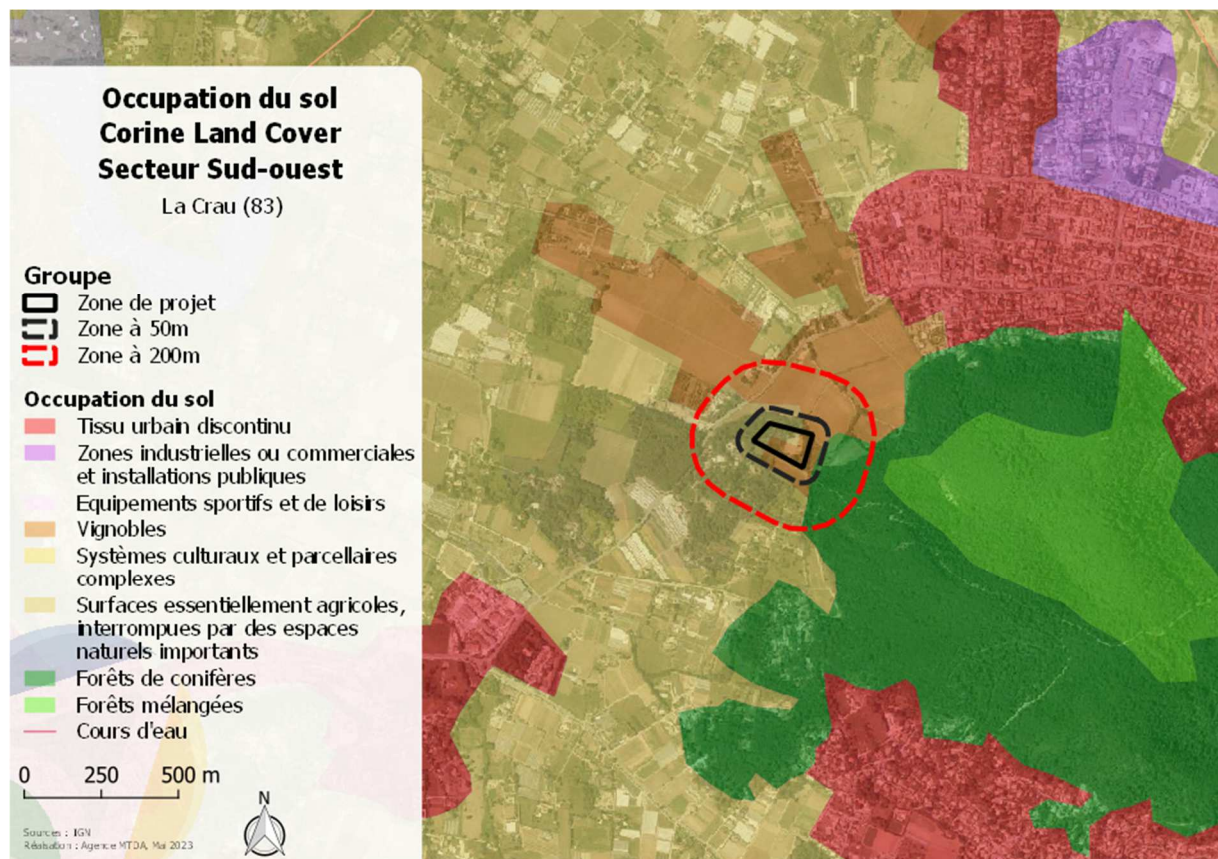 Occupation du sol
Corine Land Cover
Secteur Sud-ouest
La Crau (83)
Groupe
Zone de projet
Zone à 50m
Zone à 200m
Occupation du sol
Tissu urbain discontinu
Zones industrielles ou commerciales
et installations publiques
Equipements sportifs et de loisirs
Vignobles
Systèmes culturaux et parcellaires
complexes
Surfaces essentiellement agricoles,
interrompues par des espaces
naturels importants
Forêts de conifères
Forêts mélangées
Cours d'eau
0 250 500 m
N
Sources : IGN
Réalisation : Agence MTDA, Mai 2023